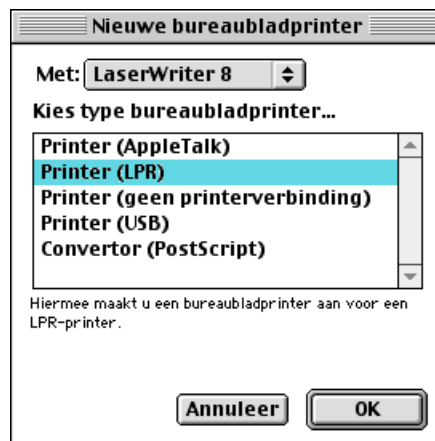 Nieuwe bureaubladprinter
Met: LaserWriter 8
Kies type bureaubladprinter...
Printer (AppleTalk)
Printer (LPR)
Printer (geen printerverbinding)
Printer (USB)
Convertor (PostScript)
Hiermee maakt u een bureaubladprinter aan voor een
LPR-printer.
Annuleer OK